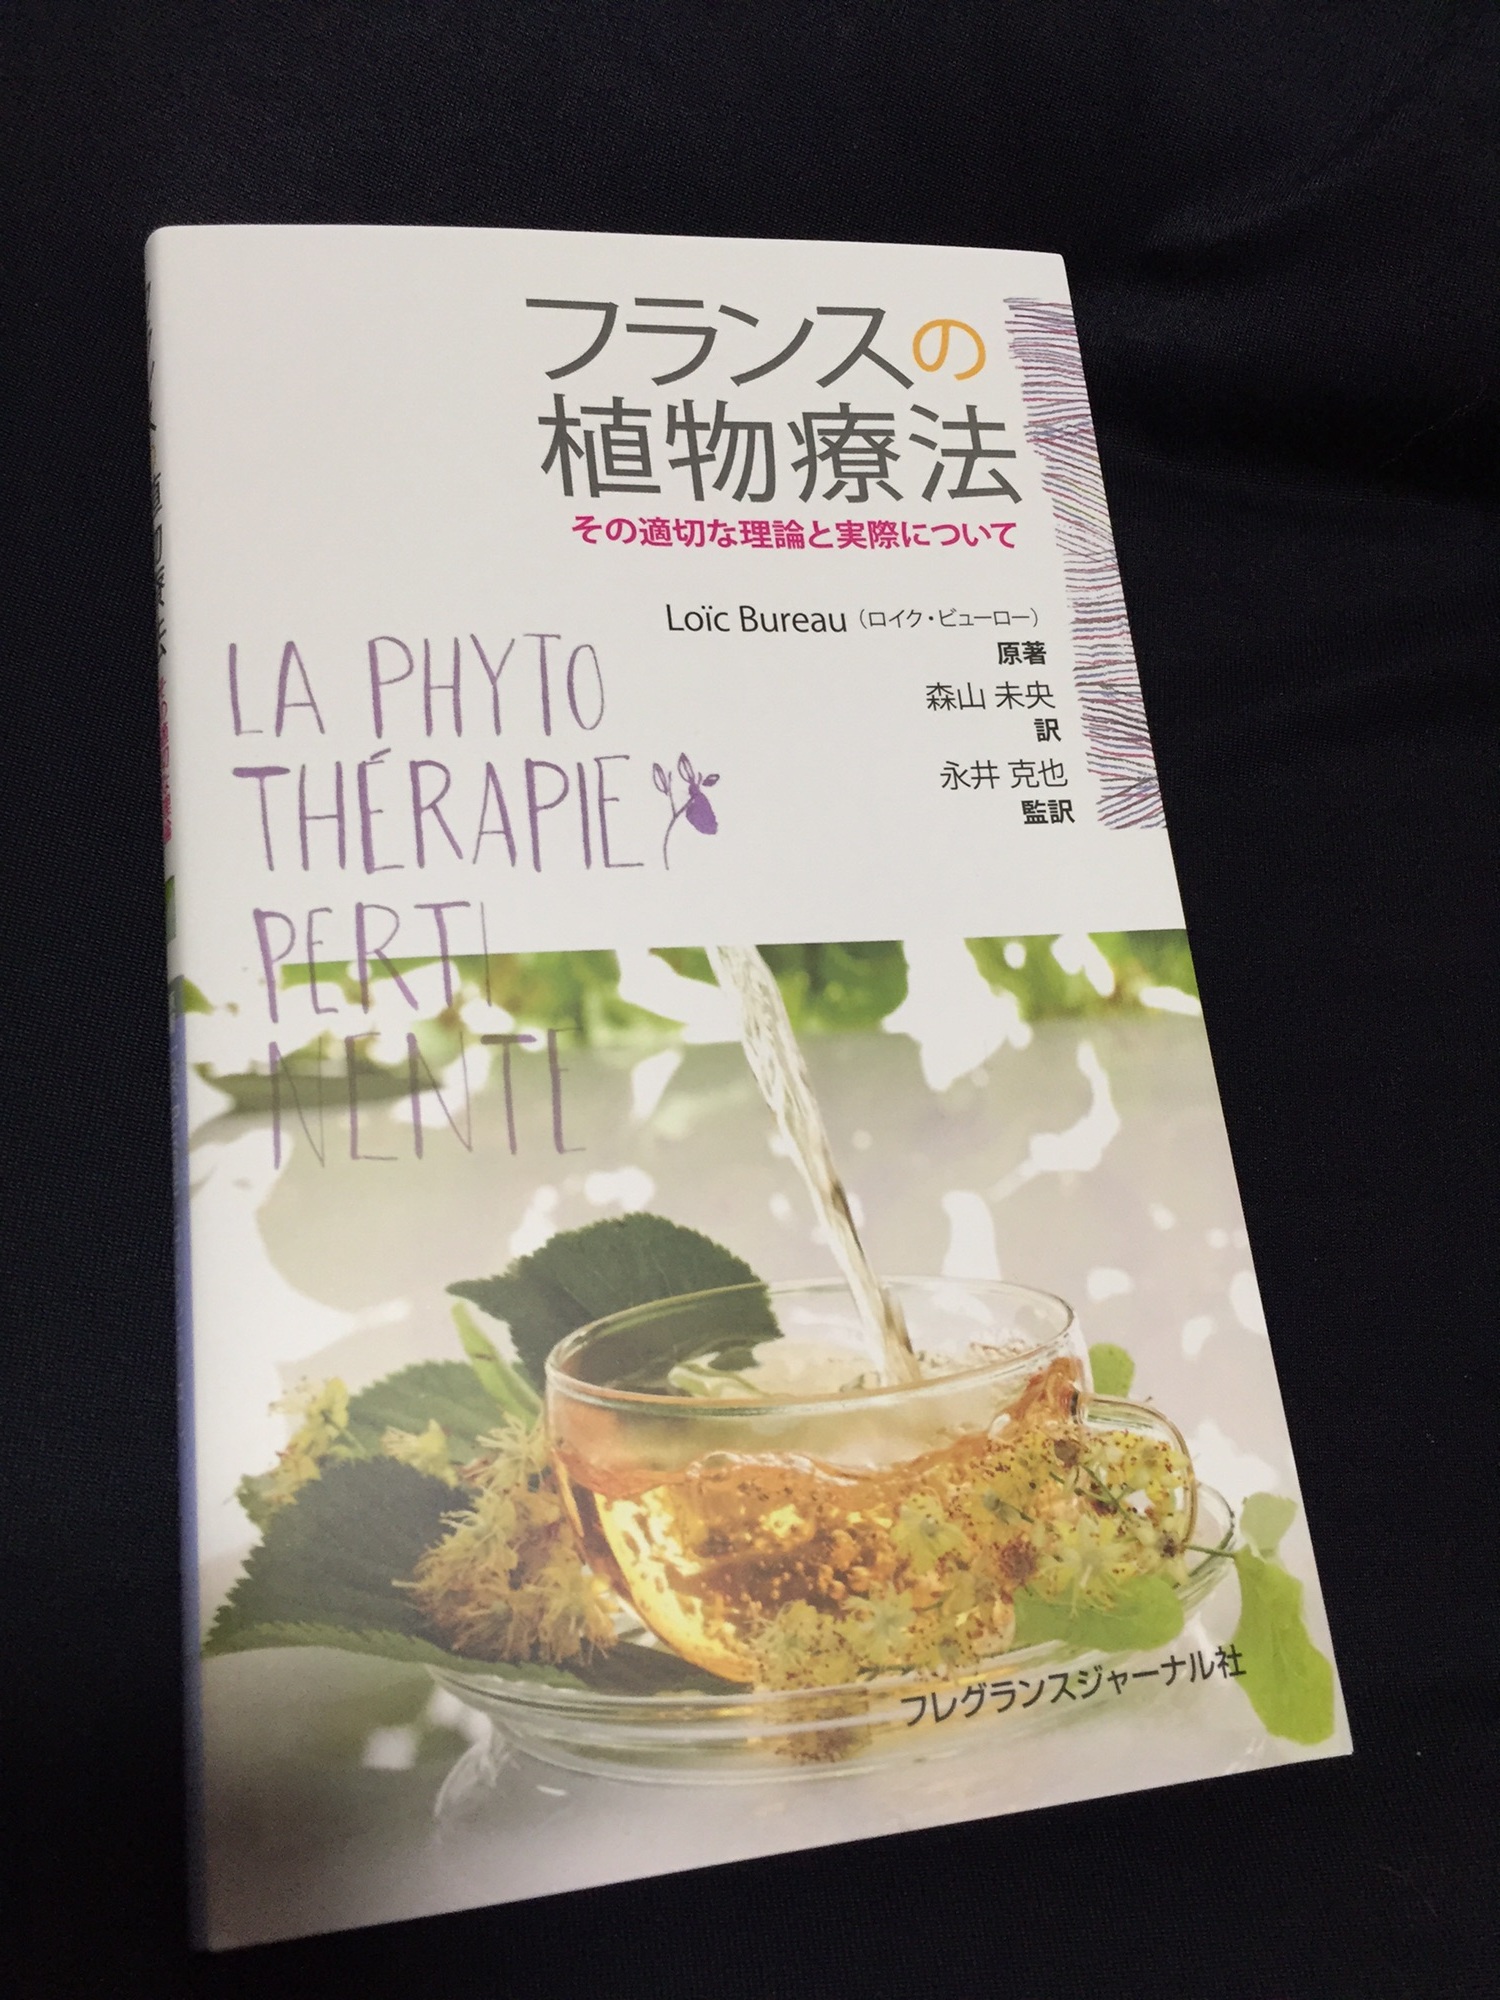 フランスの
植物療法
その適切な理論と実際について
Loïc Bureau（ロイク・ビューロー）
原著
森山 未央
訳
永井 克也
監訳
LA PHYTO
THÉRAPIE
PERTI
NENTE
フレグランスジャーナル社